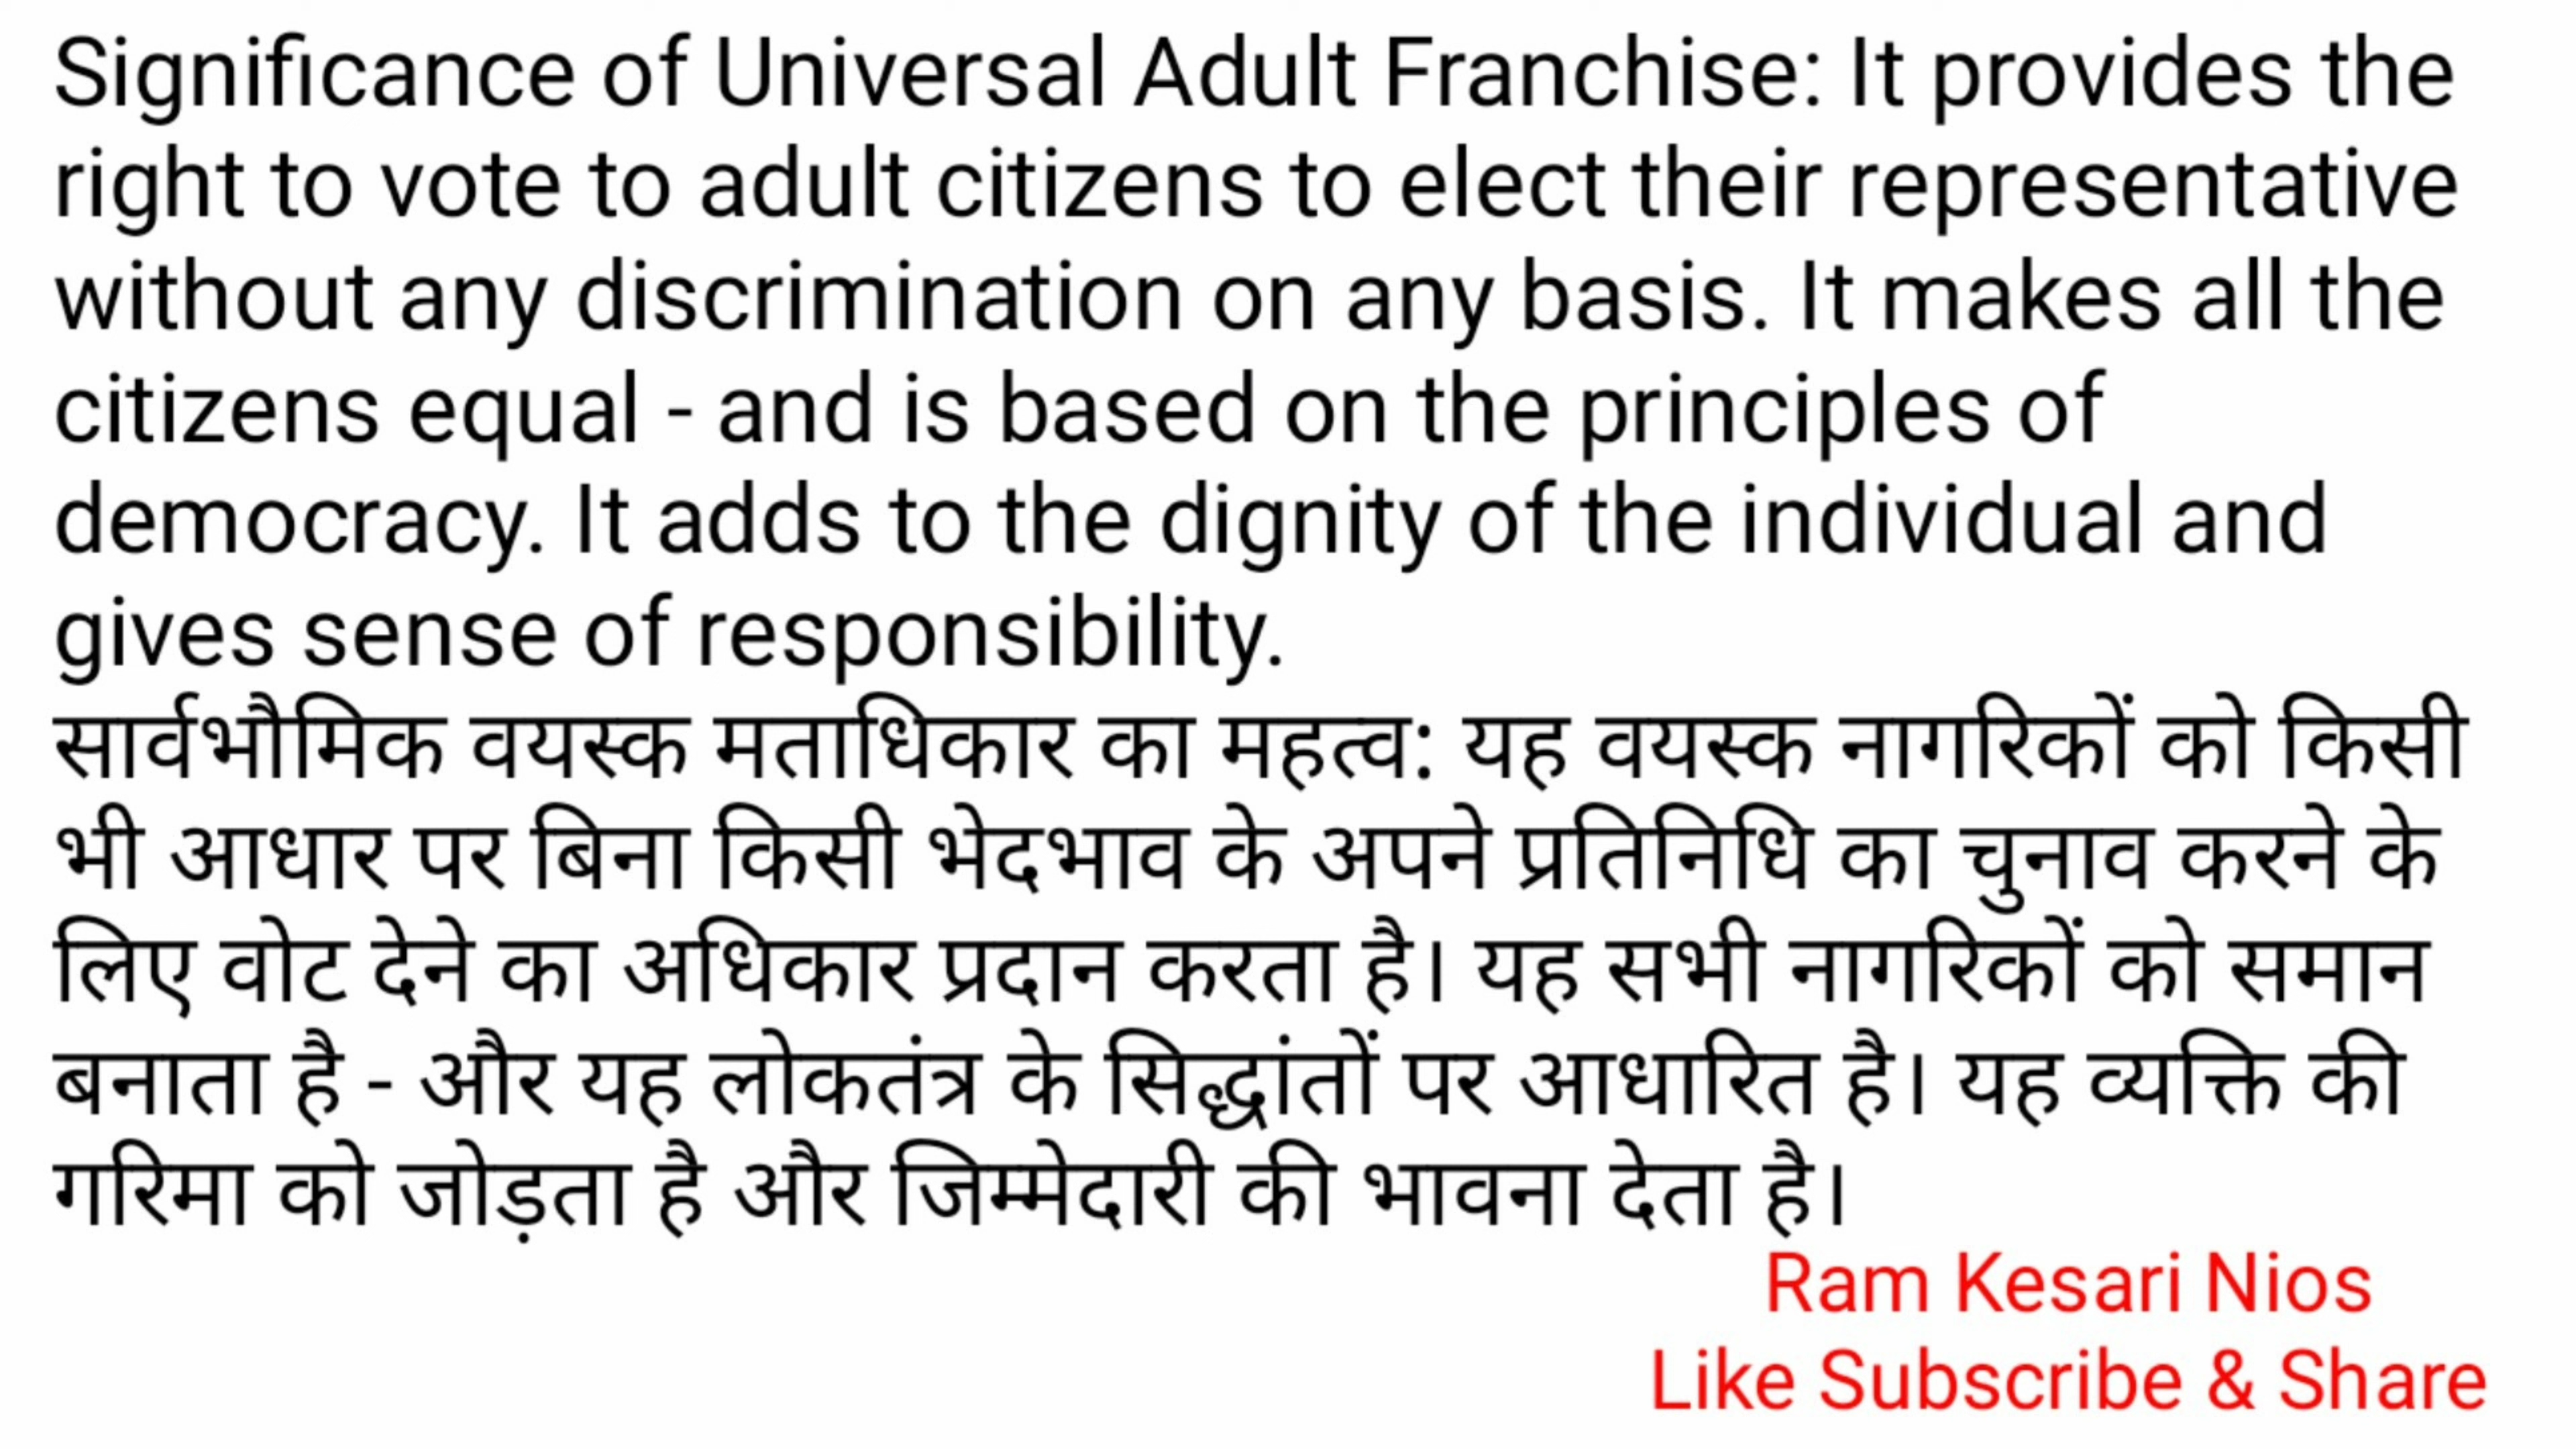 Significance of Universal Adult Franchise: It provides the
right to vote to adult citizens to elect their representative
without any discrimination on any basis. It makes all the
citizens equal - and is based on the principles of
democracy. It adds to the dignity of the individual and
gives sense of responsibility.
सार्वभौमिक वयस्क मताधिकार का महत्व: यह वयस्क नागरिकों को किसी
भी आधार पर बिना किसी भेदभाव के अपने प्रतिनिधि का चुनाव करने के
लिए वोट देने का अधिकार प्रदान करता है। यह सभी नागरिकों को समान
बनाता है - और यह लोकतंत्र के सिद्धांतों पर आधारित है। यह व्यक्ति की
गरिमा को जोड़ता है और जिम्मेदारी की भावना देता है।
Ram Kesari Nios
Like Subscribe & Share